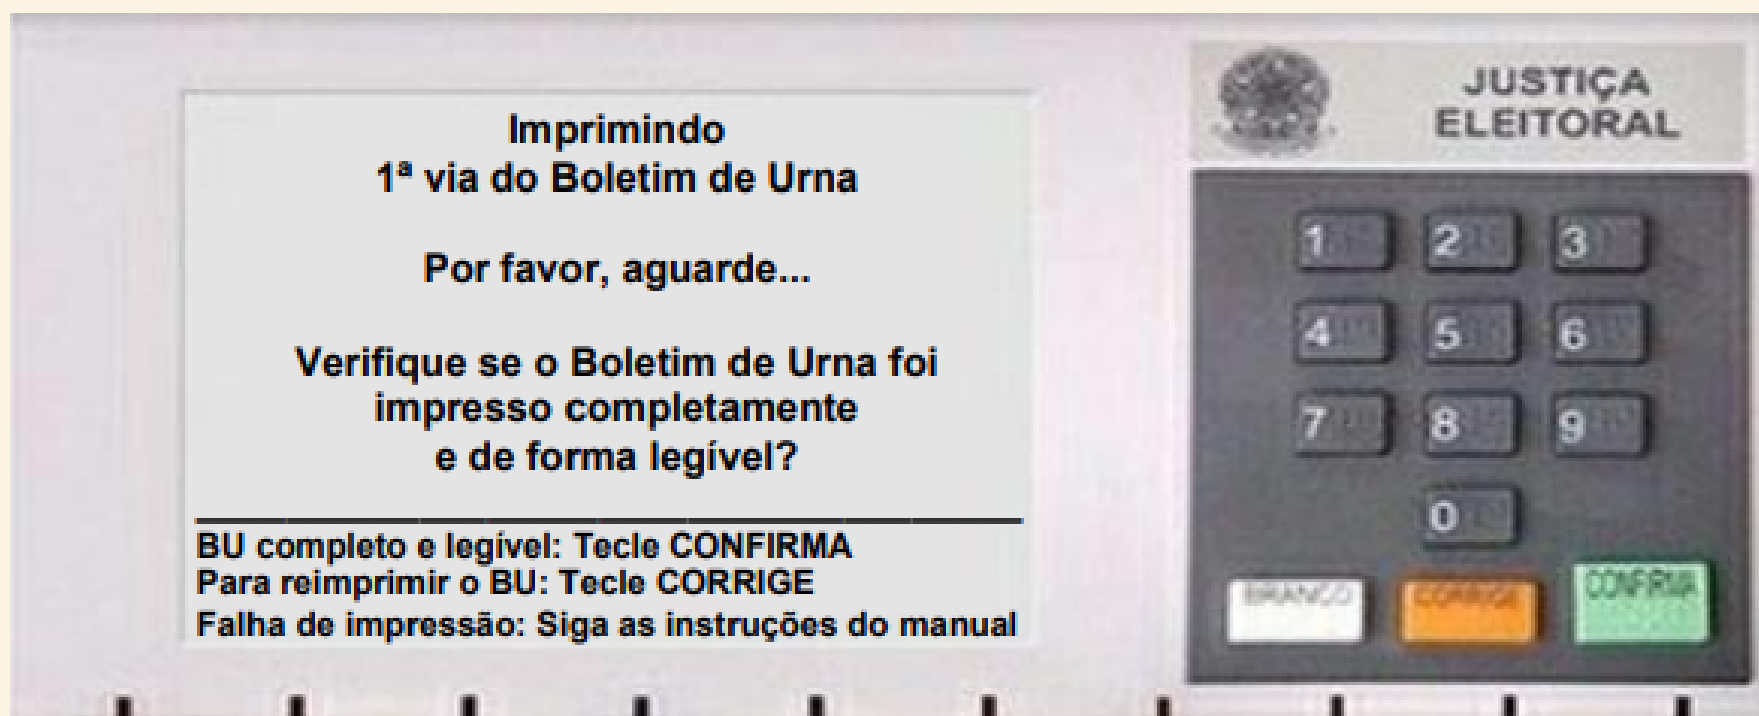 Imprimindo
1ª via do Boletim de Urna
Por favor, aguarde...
Verifique se o Boletim de Urna foi
impresso completamente
e de forma legível?
BU completo e legível: Tecle CONFIRMA
Para reimprimir o BU: Tecle CORRIGE
Falha de impressão: Siga as instruções do manual
JUSTIÇA
ELEITORAL
1 2 3
4 5 6
7 8 9
0
BRANCO CORRIGE CONFIRMA